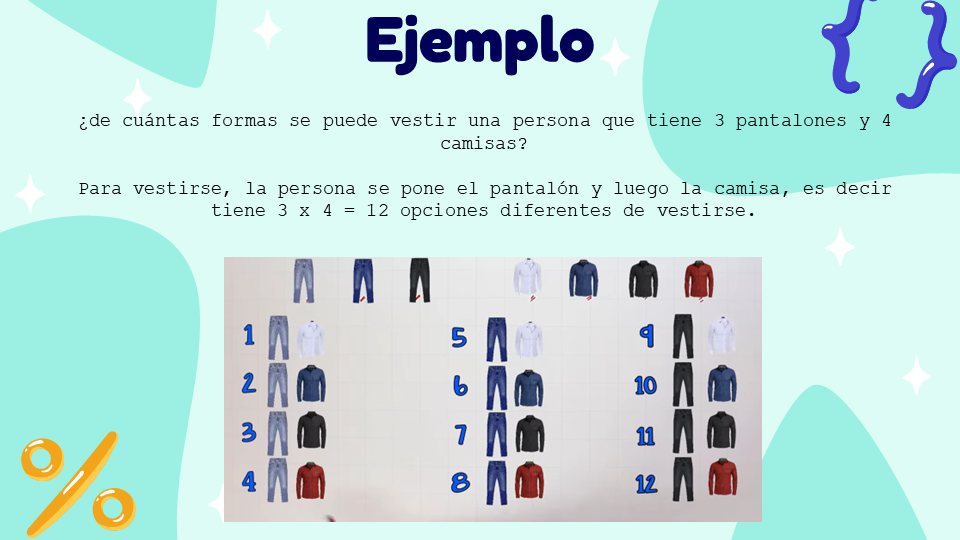 Ejemplo
¿de cuántas formas se puede vestir una persona que tiene 3 pantalones y 4
camisas?
Para vestirse, la persona se pone el pantalón y luego la camisa, es decir
tiene 3 x 4 = 12 opciones diferentes de vestirse.
1 5 9
2 6 10
3 7 11
4 8 12
{ }
%